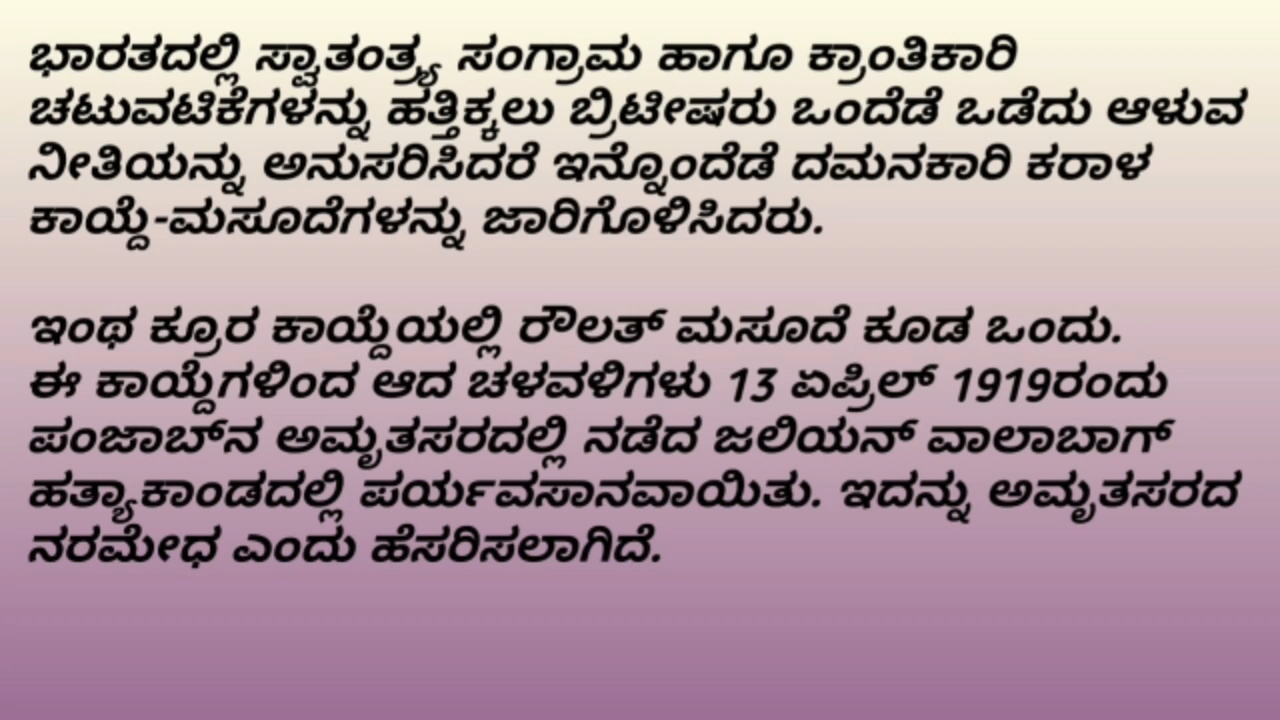 ಭಾರತದಲ್ಲಿ ಸ್ವಾತಂತ್ರ್ಯ ಸಂಗ್ರಾಮ ಹಾಗೂ ಕ್ರಾಂತಿಕಾರಿ
ಚಟುವಟಿಕೆಗಳನ್ನು ಹತ್ತಿಕ್ಕಲು ಬ್ರಿಟೀಷರು ಒಂದೆಡೆ ಒಡೆದು ಆಳುವ
ನೀತಿಯನ್ನು ಅನುಸರಿಸಿದರೆ ಇನ್ನೊಂದೆಡೆ ದಮನಕಾರಿ ಕರಾಳ
ಕಾಯ್ದೆ-ಮಸೂದೆಗಳನ್ನು ಜಾರಿಗೊಳಿಸಿದರು.
ಇಂಥ ಕ್ರೂರ ಕಾಯ್ದೆಯಲ್ಲಿ ರೌಲತ್ ಮಸೂದೆ ಕೂಡ ಒಂದು.
ಈ ಕಾಯ್ದೆಗಳಿಂದ ಆದ ಚಳವಳಿಗಳು 13 ಏಪ್ರಿಲ್ 1919ರಂದು
ಪಂಜಾಬ್‌ನ ಅಮೃತಸರದಲ್ಲಿ ನಡೆದ ಜಲಿಯನ್ ವಾಲಾಬಾಗ್
ಹತ್ಯಾಕಾಂಡದಲ್ಲಿ ಪರ್ಯವಸಾನವಾಯಿತು. ಇದನ್ನು ಅಮೃತಸರದ
ನರಮೇಧ ಎಂದು ಹೆಸರಿಸಲಾಗಿದೆ.